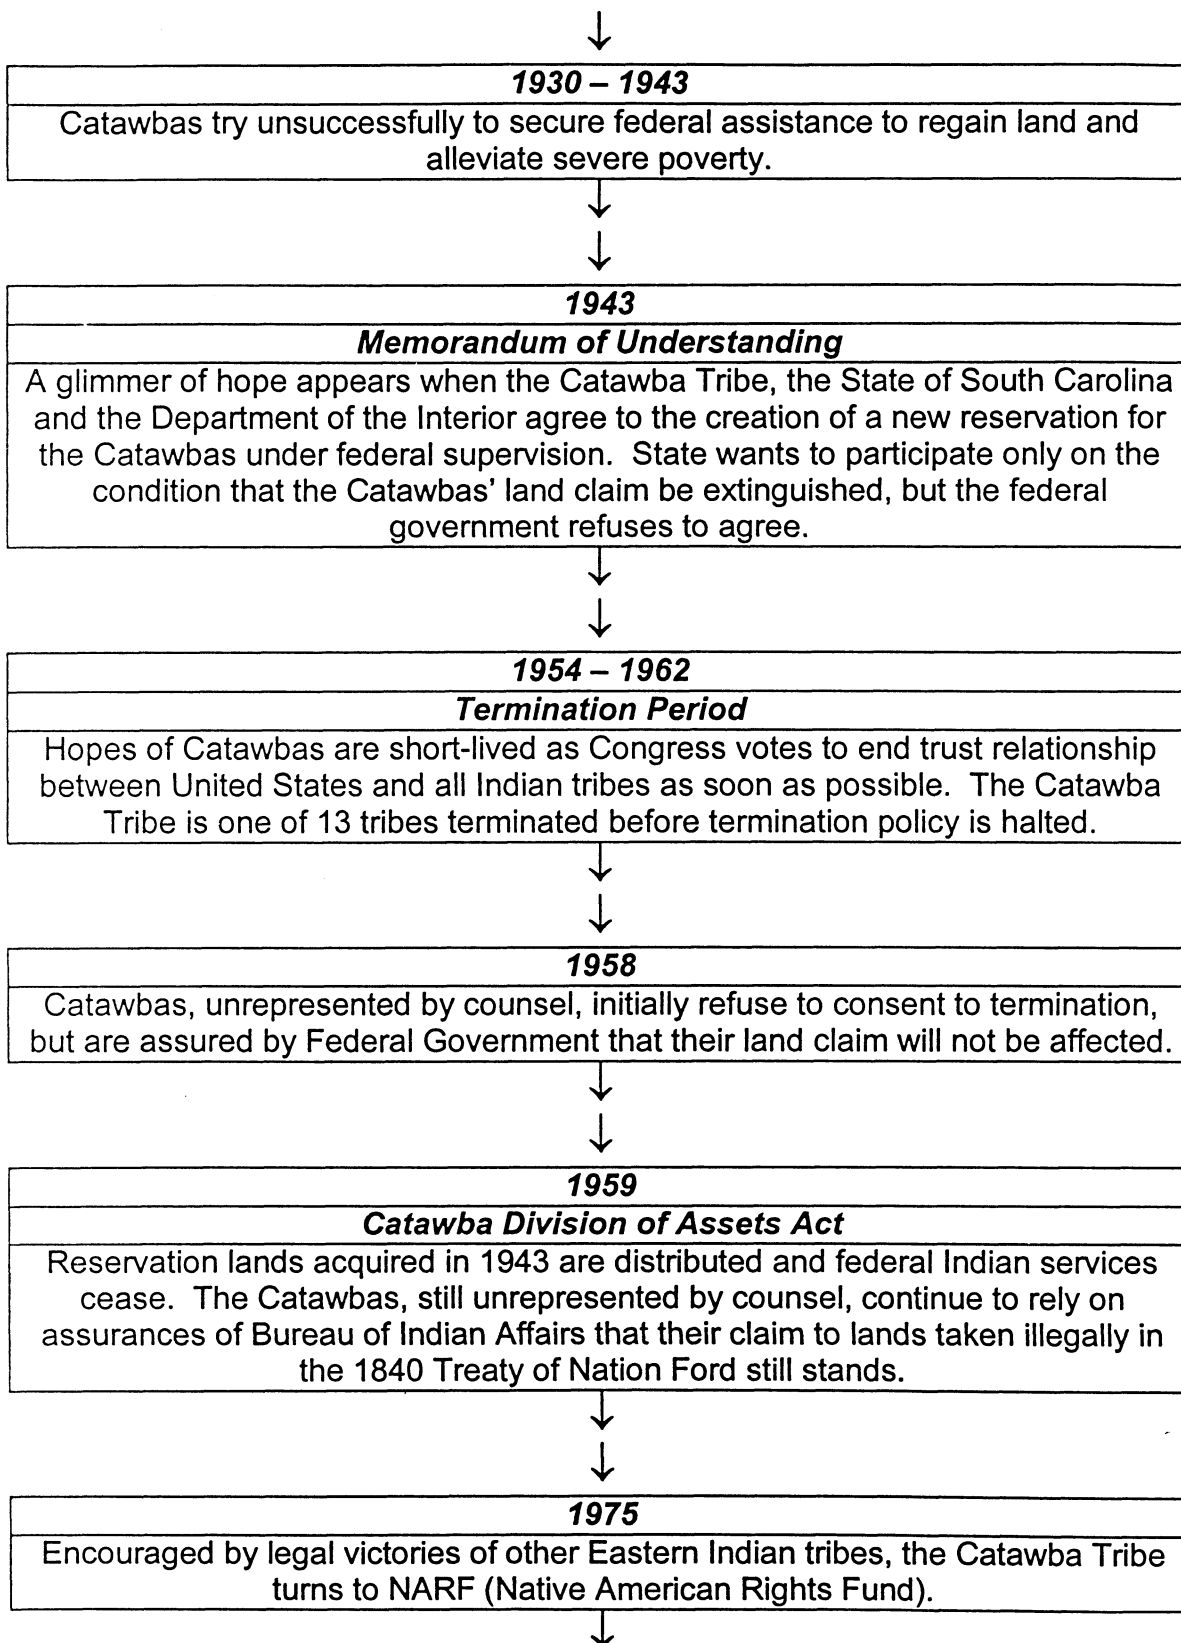 1930 – 1943
Catawbas try unsuccessfully to secure federal assistance to regain land and
alleviate severe poverty.
1943
Memorandum of Understanding
A glimmer of hope appears when the Catawba Tribe, the State of South Carolina
and the Department of the Interior agree to the creation of a new reservation for
the Catawbas under federal supervision. State wants to participate only on the
condition that the Catawbas' land claim be extinguished, but the federal
government refuses to agree.
1954 – 1962
Termination Period
Hopes of Catawbas are short-lived as Congress votes to end trust relationship
between United States and all Indian tribes as soon as possible. The Catawba
Tribe is one of 13 tribes terminated before termination policy is halted.
1958
Catawbas, unrepresented by counsel, initially refuse to consent to termination,
but are assured by Federal Government that their land claim will not be affected.
1959
Catawba Division of Assets Act
Reservation lands acquired in 1943 are distributed and federal Indian services
cease. The Catawbas, still unrepresented by counsel, continue to rely on
assurances of Bureau of Indian Affairs that their claim to lands taken illegally in
the 1840 Treaty of Nation Ford still stands.
1975
Encouraged by legal victories of other Eastern Indian tribes, the Catawba Tribe
turns to NARF (Native American Rights Fund).